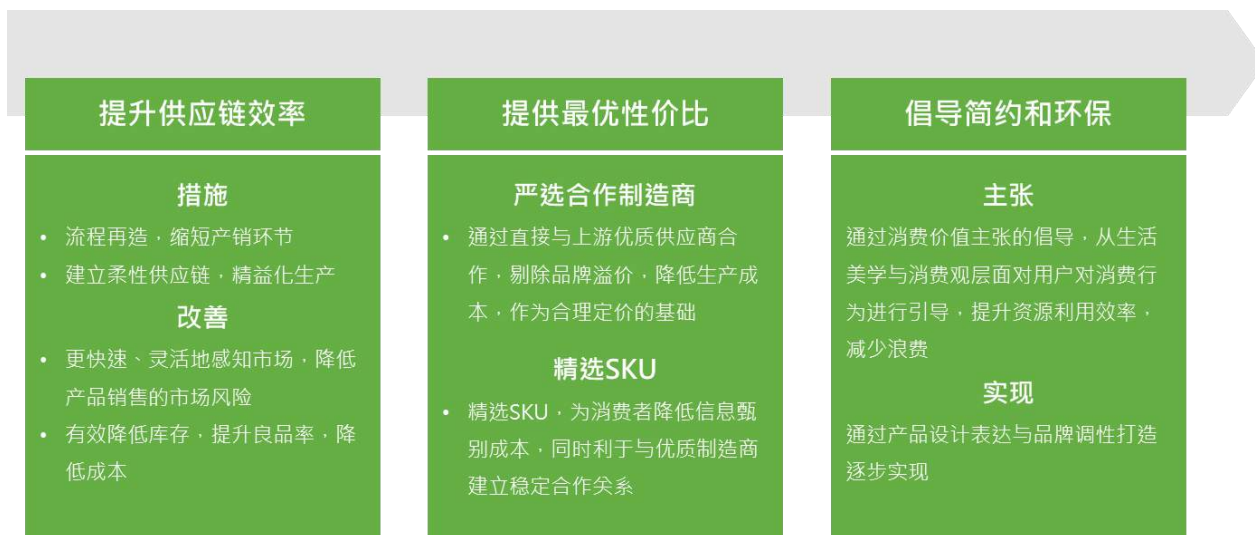 提升供应链效率
措施
• 流程再造，缩短产销环节
• 建立柔性供应链，精益化生产
改善
• 更快速、灵活地感知市场，降低
产品销售的市场风险
• 有效降低库存，提升良品率，降
低成本
提供最优性价比
严选合作制造商
• 通过直接与上游优质供应商合
作，剔除品牌溢价，降低生产成
本，作为合理定价的基础
精选SKU
• 精选SKU，为消费者降低信息甄
别成本，同时利于与优质制造商
建立稳定合作关系
倡导简约和环保
主张
通过消费价值主张的倡导，从生活
美学与消费观层面对用户对消费行
为进行引导，提升资源利用效率，
减少浪费
实现
通过产品设计表达与品牌调性打造
逐步实现